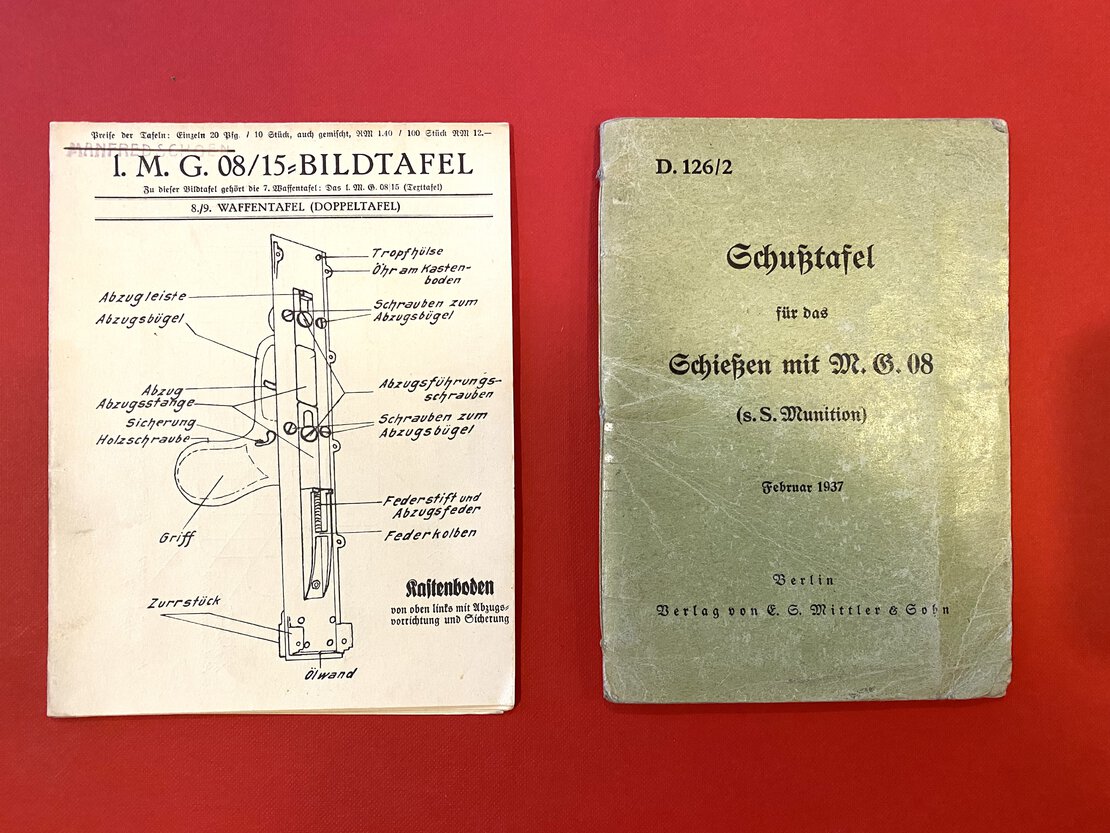 Preise der Tafeln: Einzeln 20 Pfg. / 10 Stück, auch gemischt, RM 1.40 / 100 Stück RM 12.—
MANFRED
l. M. G. 08/15=BILDTAFEL
Zu dieser Bildtafel gehört die 7. Waffentafel: Das l. M. G. 08/15 (Texttafel)
8./9. WAFFENTAFEL (DOPPELTAFEL)
Tropfhülse
Öhr am Kasten-
boden
Abzugleiste
Schrauben zum
Abzugsbügel
Abzugsbügel
Abzug
Abzugsstange
Abzugsführungs-
schrauben
Sicherung
Schrauben zum
Abzugsbügel
Holzschraube
Federstift und
Abzugsfeder
Griff
Federkolben
Kastenboden
von oben links mit Abzugs=
vorrichtung und Sicherung
Zurrstück
Ölwand
D. 126/2
Schußtafel
für das
Schießen mit M. G. 08
(s. S. Munition)
Februar 1937
Berlin
Verlag von E. S. Mittler & Sohn